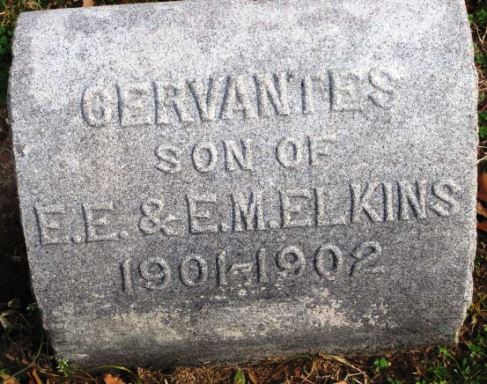 CERVANTES
SON OF
E.E. & E.M. ELKINS
1901-1902